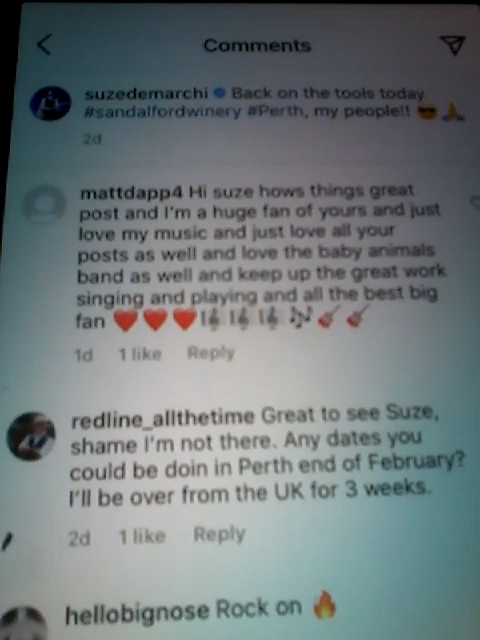 Comments
suzedemarchi Back on the tools today
#sandalfordwinery #Perth, my people!! 😎🙏
2d
mattdapp4 Hi suze hows things great
post and I'm a huge fan of yours and just
love my music and just love all your
posts as well and love the baby animals
band as well and keep up the great work
singing and playing and all the best big
fan ❤️❤️❤️🎼🎼🎼🎶🎸🎸
1d 1 like Reply
redline_allthetime Great to see Suze,
shame I'm not there. Any dates you
could be doin in Perth end of February?
I'll be over from the UK for 3 weeks.
2d 1 like Reply
hellobignose Rock on 🔥